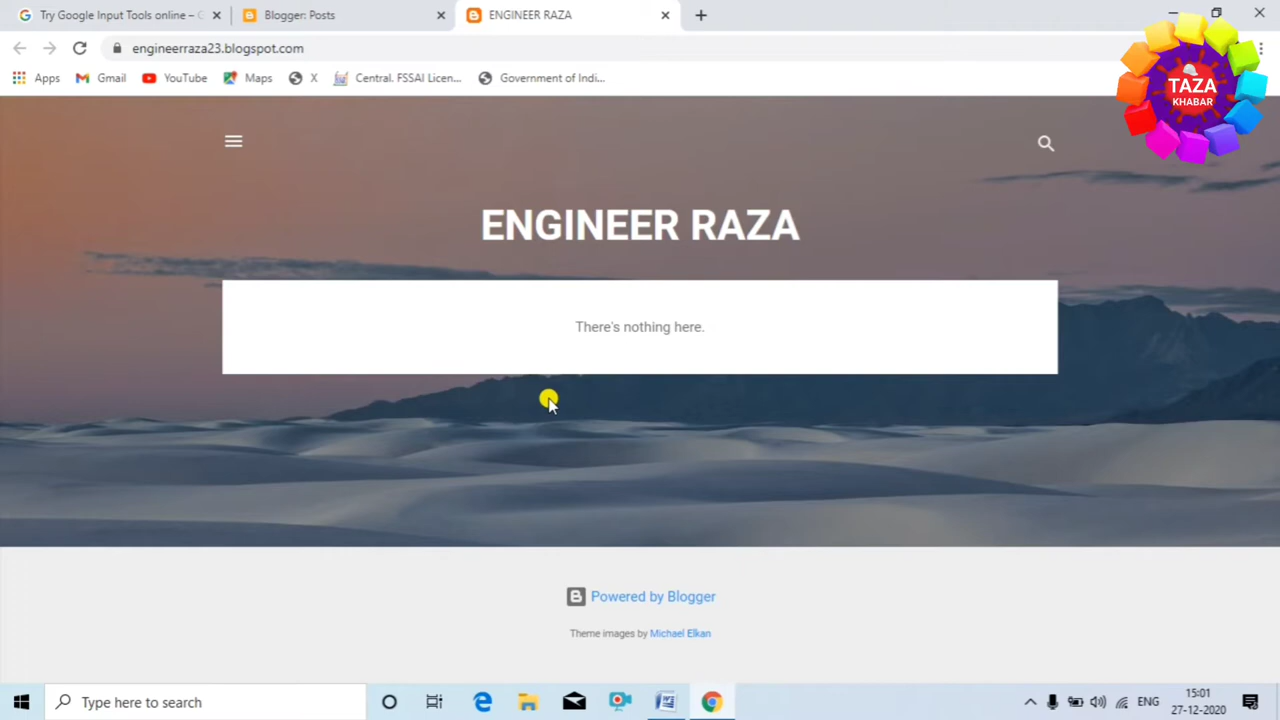 Try Google Input Tools online – G
Blogger: Posts
ENGINEER RAZA
engineerraza23.blogspot.com
Apps
Gmail
YouTube
Maps
X
Central. FSSAI Licen...
Government of Indi...
TAZA
KHABAR
ENGINEER RAZA
There's nothing here.
Powered by Blogger
Theme images by Michael Elkan
Type here to search
ENG
15:01
27-12-2020